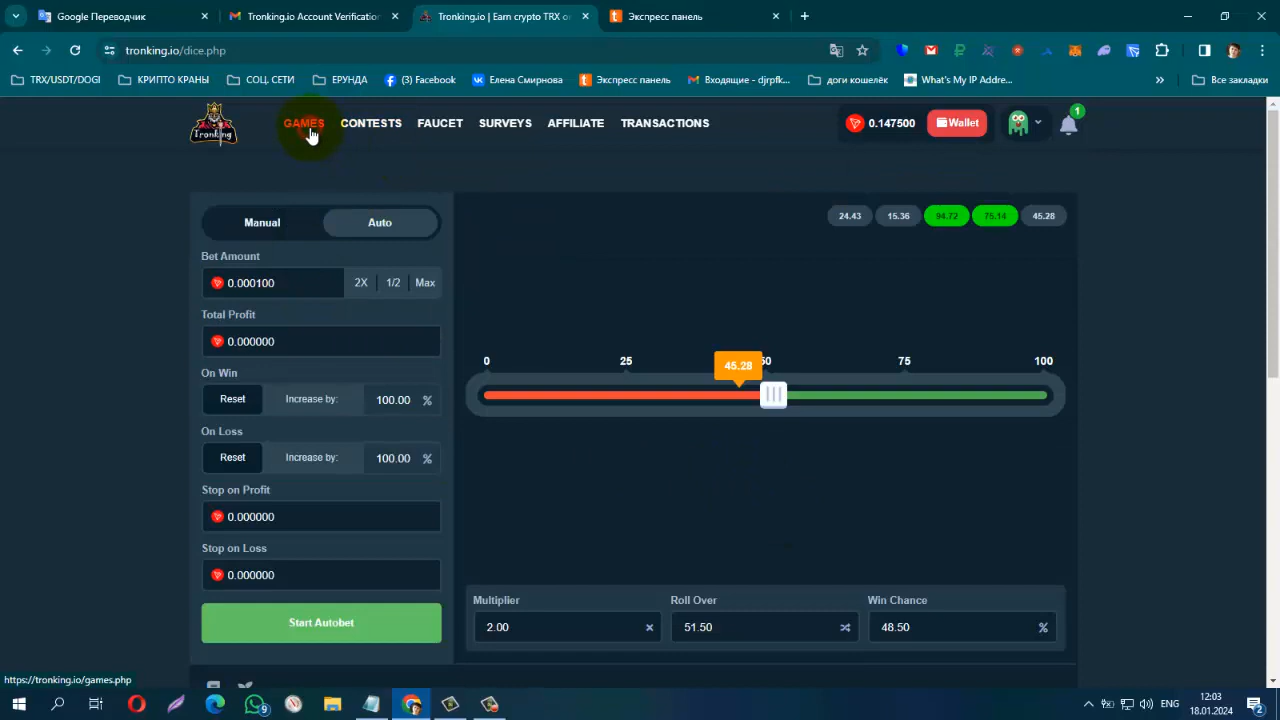 Google Переводчик
Tronking.io Account Verification
Tronking.io | Earn crypto TRX or
Экспресс панель
tronking.io/dice.php
TRX/USDT/DOGI
КРИПТО КРАНЫ
СОЦ. СЕТИ
ЕРУНДА
(3) Facebook
Елена Смирнова
Экспресс панель
Входящие - djrpfk...
доги кошелёк
What's My IP Addre...
Все закладки
Tronking
GAMES
CONTESTS
FAUCET
SURVEYS
AFFILIATE
TRANSACTIONS
0.147500
Wallet
1
Manual
Auto
24.43
15.36
94.72
75.14
45.28
Bet Amount
0.000100
2X
1/2
Max
Total Profit
0.000000
On Win
Reset
Increase by:
100.00
%
On Loss
Reset
Increase by:
100.00
%
Stop on Profit
0.000000
Stop on Loss
0.000000
Start Autobet
0
25
50
75
100
45.28
Multiplier
2.00
Roll Over
51.50
Win Chance
48.50
%
https://tronking.io/games.php
9
ENG
12:03
18.01.2024
2